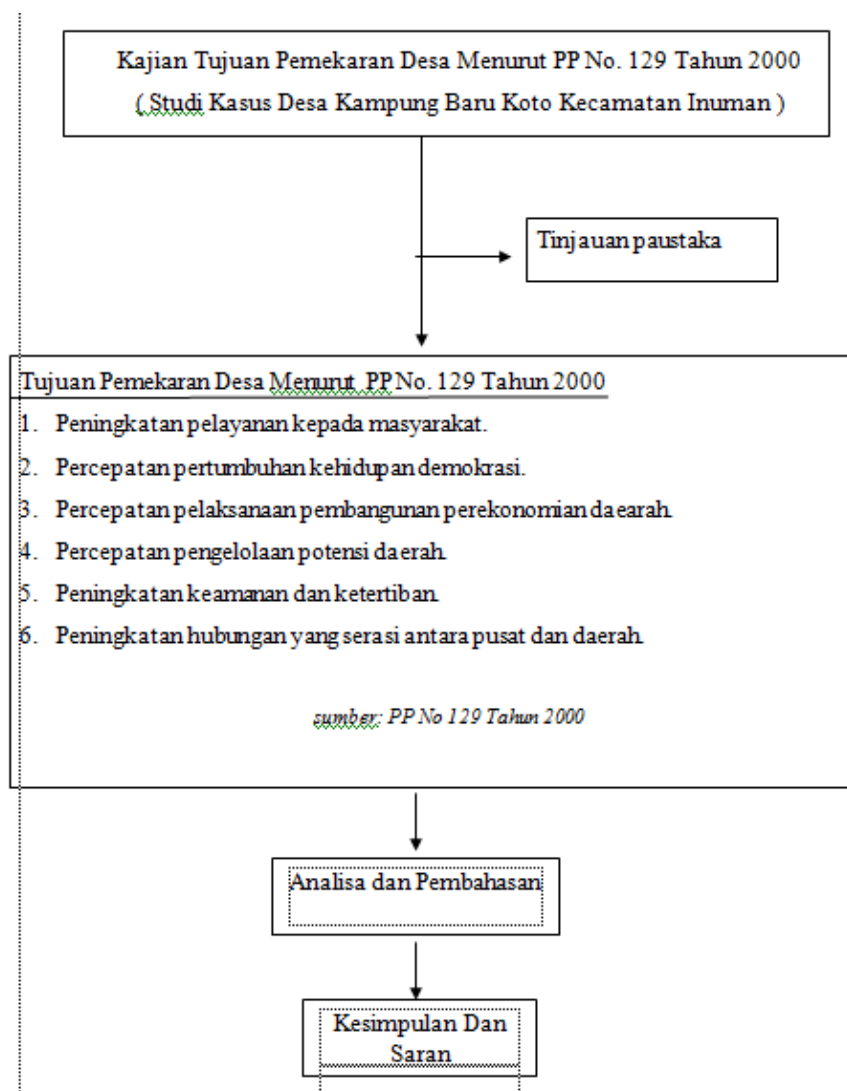 Kajian Tujuan Pemekaran Desa Menurut PP No. 129 Tahun 2000
( Studi Kasus Desa Kampung Baru Koto Kecamatan Inuman )
Tinjauan paustaka
Tujuan Pemekaran Desa Menurut PP No. 129 Tahun 2000
1. Peningkatan pelayanan kepada masyarakat.
2. Percepatan pertumbuhan kehidupan demokrasi.
3. Percepatan pelaksanaan pembangunan perekonomian daearah.
4. Percepatan pengelolaan potensi daerah.
5. Peningkatan keamanan dan ketertiban.
6. Peningkatan hubungan yang serasi antara pusat dan daerah.
sumber: PP No 129 Tahun 2000
Analisa dan Pembahasan
Kesimpulan Dan
Saran